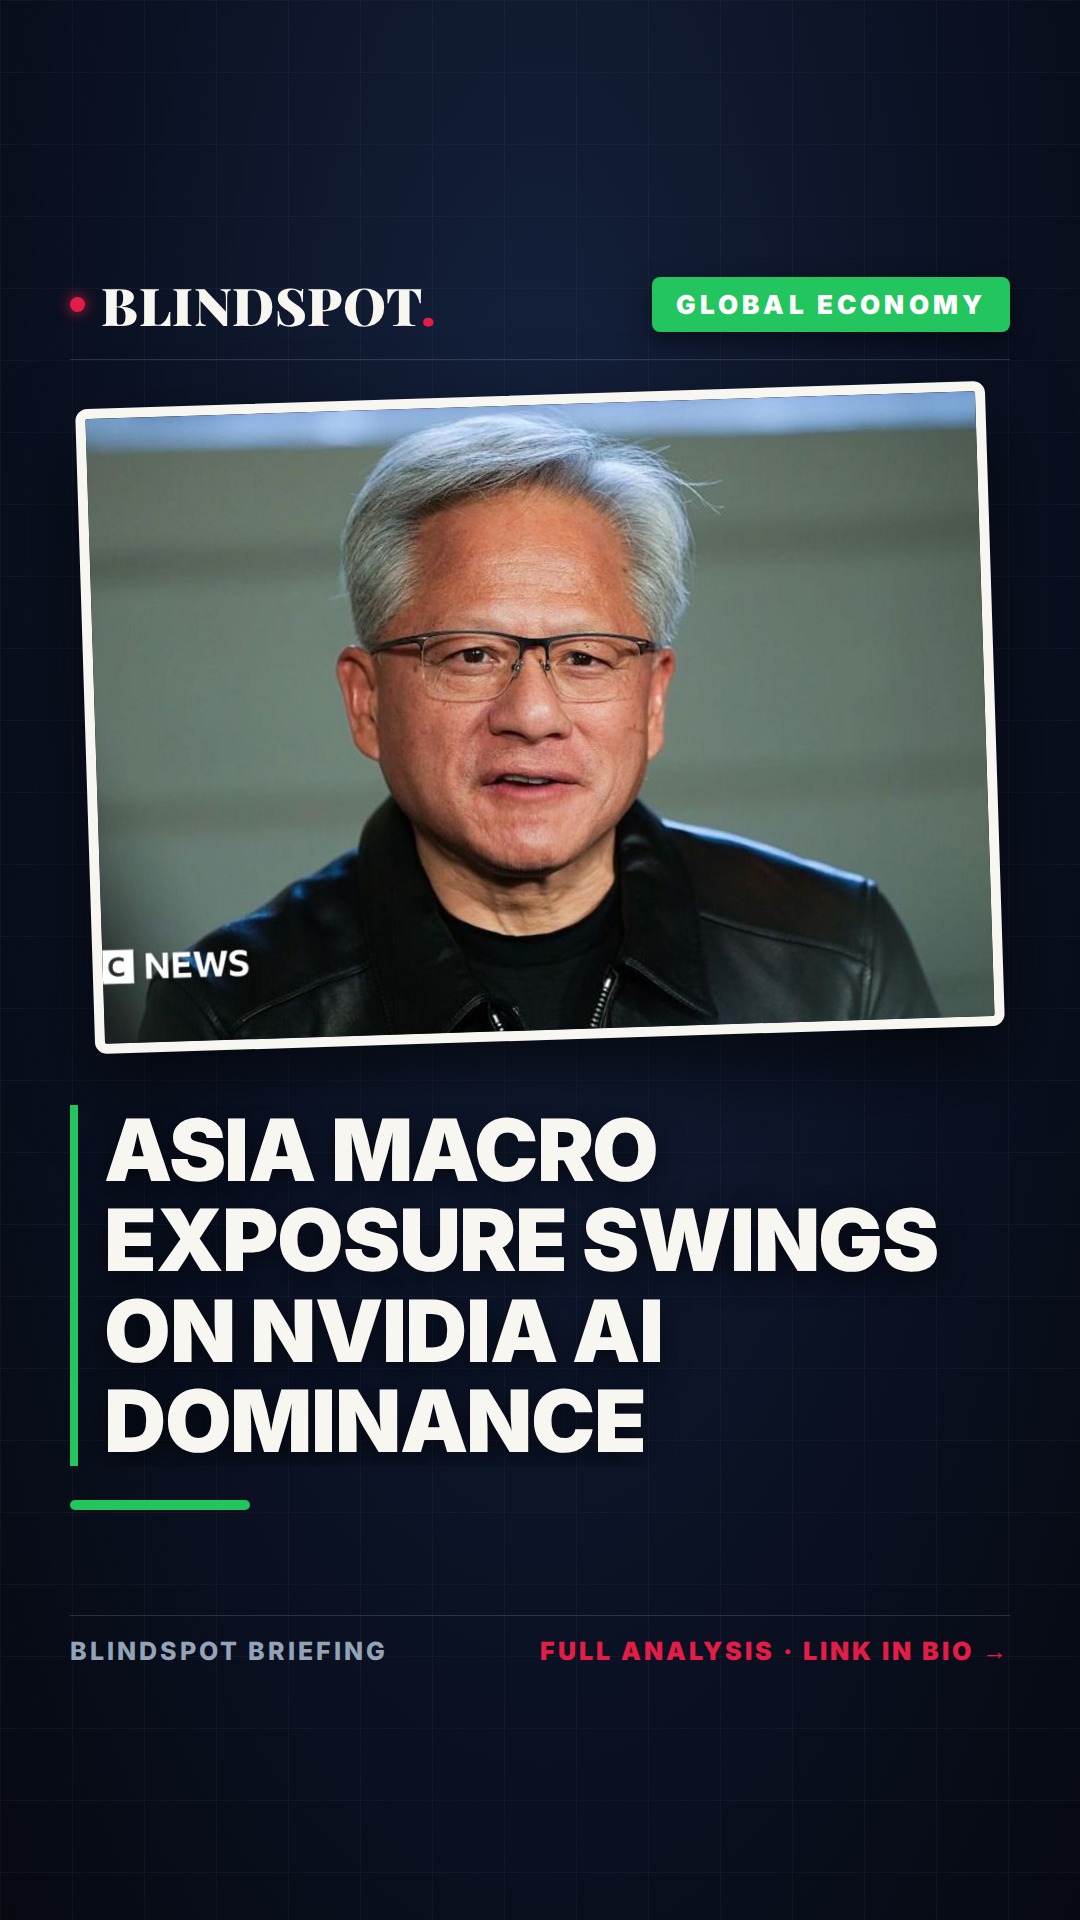 BLINDSPOT.
GLOBAL ECONOMY
C NEWS
ASIA MACRO
EXPOSURE SWINGS
ON NVIDIA AI
DOMINANCE
BLINDSPOT BRIEFING
FULL ANALYSIS · LINK IN BIO →